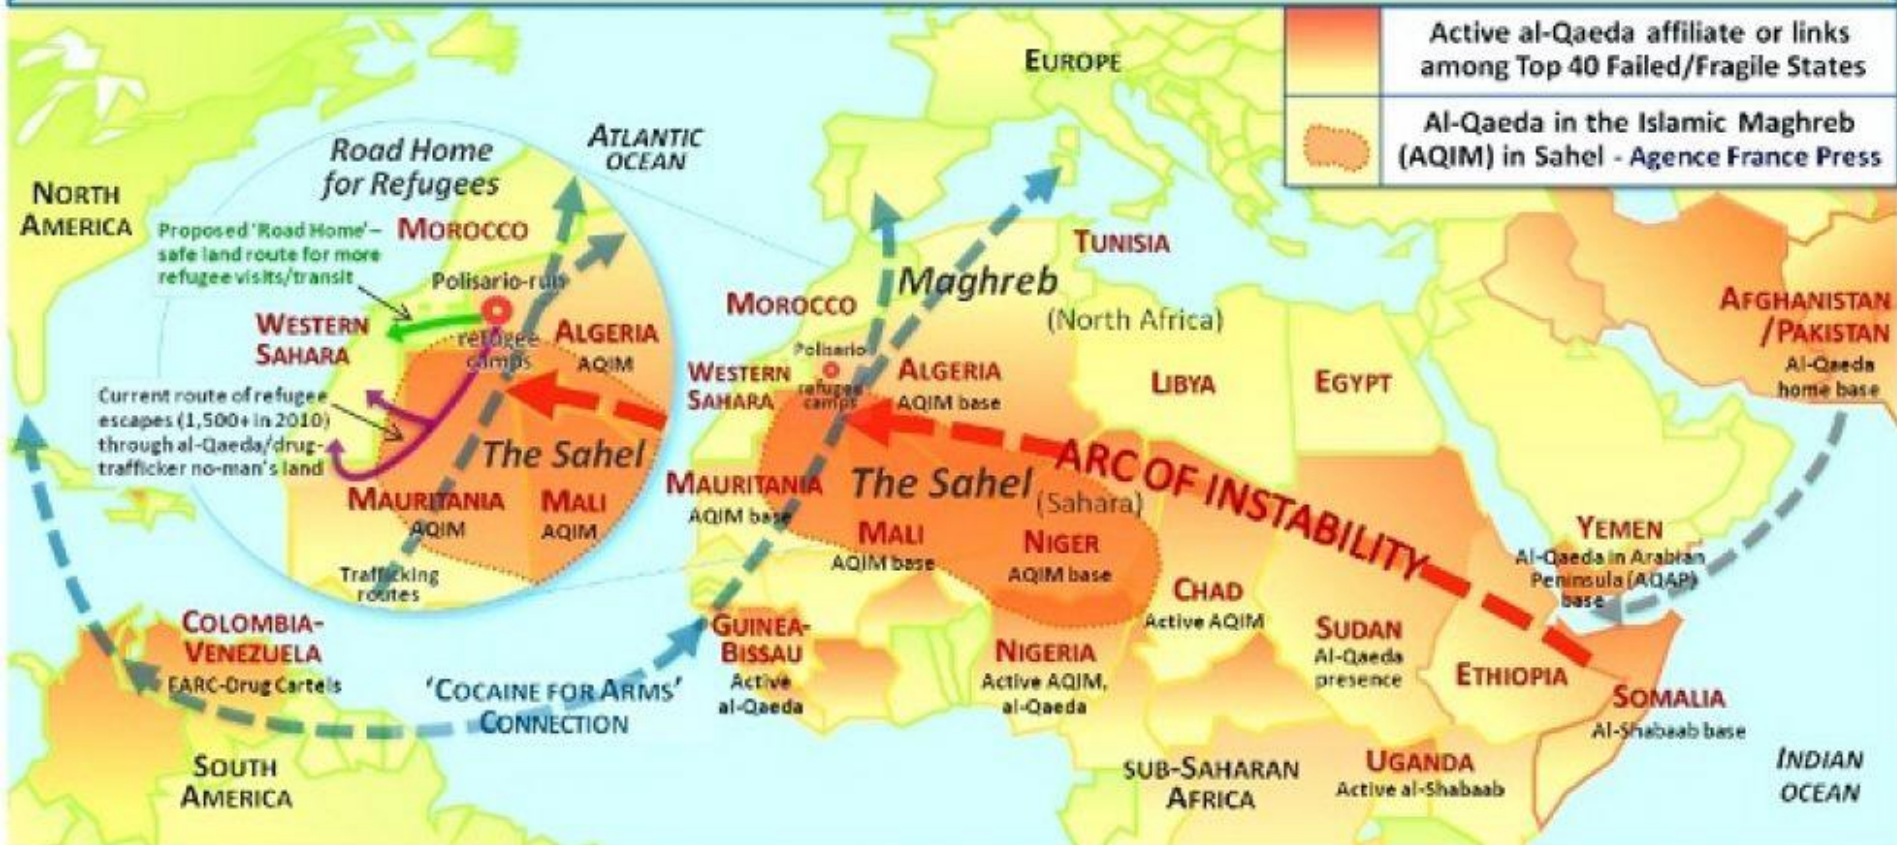 Active al-Qaeda affiliate or links
among Top 40 Failed/Fragile States
Al-Qaeda in the Islamic Maghreb
(AQIM) in Sahel - Agence France Press
EUROPE
ATLANTIC
OCEAN
NORTH
AMERICA
Road Home
for Refugees
Proposed 'Road Home'–
safe land route for more
refugee visits/transit
MOROCCO
Polisario-run
refugee
camps
WESTERN
SAHARA
ALGERIA
AQIM
Current route of refugee
escapes (1,500+ in 2010)
through al-Qaeda/drug-
trafficker no-man's land
The Sahel
MAURITANIA
AQIM
MALI
AQIM
Trafficking
routes
TUNISIA
Maghreb
(North Africa)
MOROCCO
Polisario
refugee
camps
WESTERN
SAHARA
ALGERIA
AQIM base
LIBYA
EGYPT
AFGHANISTAN
/PAKISTAN
Al-Qaeda
home base
ARC OF INSTABILITY
The Sahel
(Sahara)
MAURITANIA
AQIM base
MALI
AQIM base
NIGER
AQIM base
CHAD
Active AQIM
YEMEN
Al-Qaeda in Arabian
Peninsula (AQAP)
base
COLOMBIA-
VENEZUELA
FARC-Drug Cartels
'COCAINE FOR ARMS'
CONNECTION
GUINEA-
BISSAU
Active
al-Qaeda
NIGERIA
Active AQIM,
al-Qaeda
SUDAN
Al-Qaeda
presence
ETHIOPIA
SOMALIA
Al-Shabaab base
SOUTH
AMERICA
SUB-SAHARAN
AFRICA
UGANDA
Active al-Shabaab
INDIAN
OCEAN